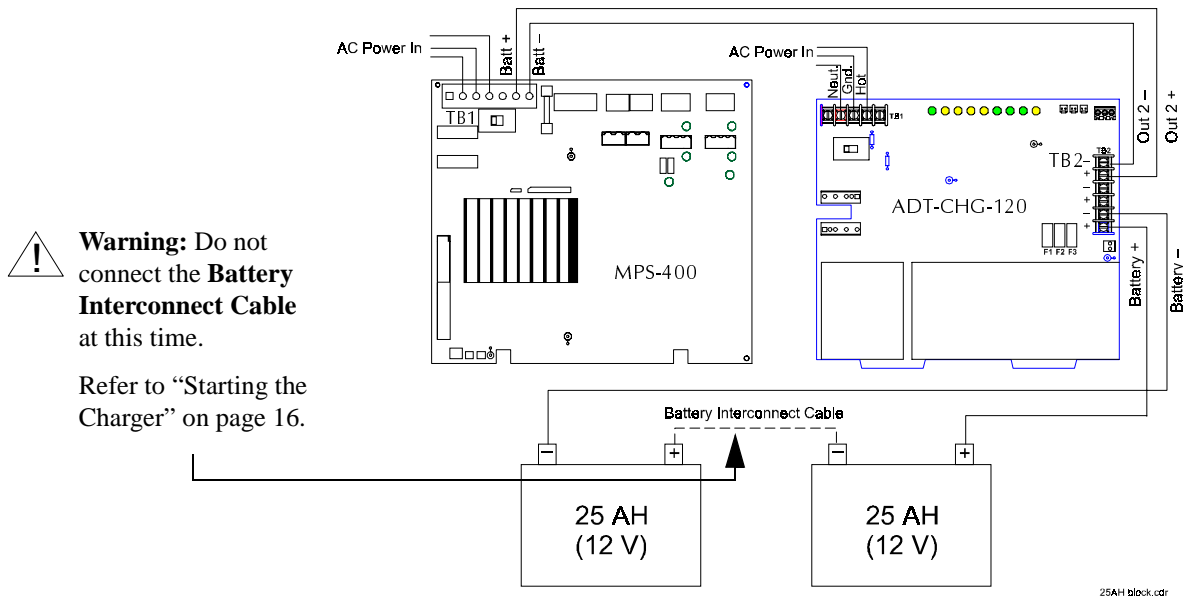 AC Power In
Batt +
Batt –
AC Power In
Neut.
Gnd.
Hot
TB1
TB1
Out 2 –
Out 2 +
TB2
TB2
–
+
–
+
–
+
ADT-CHG-120
F1 F2 F3
MPS-400
Battery +
Battery –
! Warning: Do not
connect the Battery
Interconnect Cable
at this time.
Refer to “Starting the
Charger” on page 16.
Battery Interconnect Cable
– + – +
25 AH
(12 V)
25 AH
(12 V)
25AH block.cdr